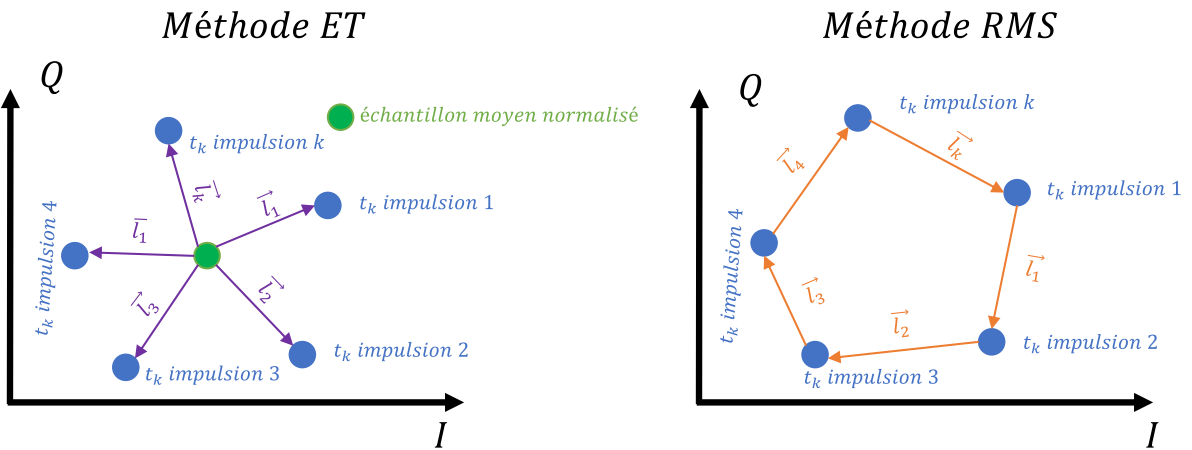 Méthode ET
Q
échantillon moyen normalisé
t_k impulsion k
l_k
l_1
t_k impulsion 1
t_k impulsion 4
l_1
l_3
l_2
t_k impulsion 2
t_k impulsion 3
I
Méthode RMS
Q
t_k impulsion k
l_k
l_4
t_k impulsion 1
t_k impulsion 4
l_1
l_3
l_2
t_k impulsion 2
t_k impulsion 3
I